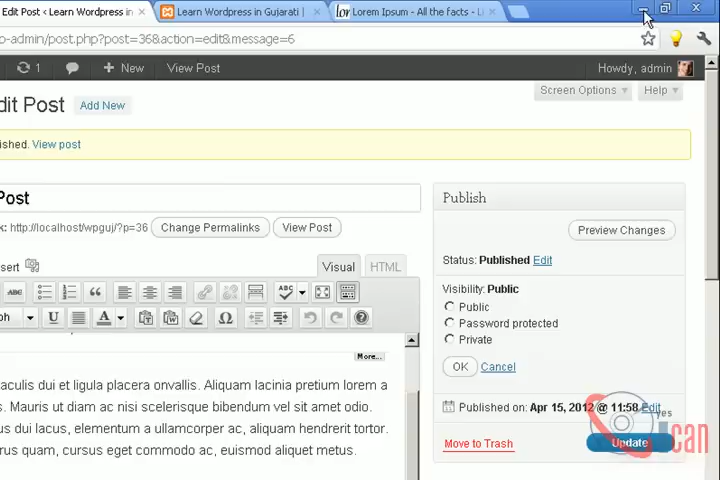 Edit Post ‹ Learn Wordpress in
Learn Wordpress in Gujarati |
Lorem Ipsum - All the facts - Li
o-admin/post.php?post=36&action=edit&message=6
1
New
View Post
Howdy, admin
Screen Options
Help
dit Post
Add New
ished. View post
Post
k: http://localhost/wpguj/?p=36
Change Permalinks
View Post
sert
Visual
HTML
ABC
ABC
ph
U
A
Ω
More...
aculis dui et ligula placera onvallis. Aliquam lacinia pretium lorem a
. Mauris ut diam ac nisi scelerisque bibendum vel sit amet odio.
us dui lacus, elementum a ullamcorper ac, aliquam hendrerit tortor.
rus quam, cursus eget commodo ac, euismod aliquet metus.
Publish
Preview Changes
Status: Published Edit
Visibility: Public
Public
Password protected
Private
OK
Cancel
Published on: Apr 15, 2012 @ 11:58 Edit
Move to Trash
Update
yes
can